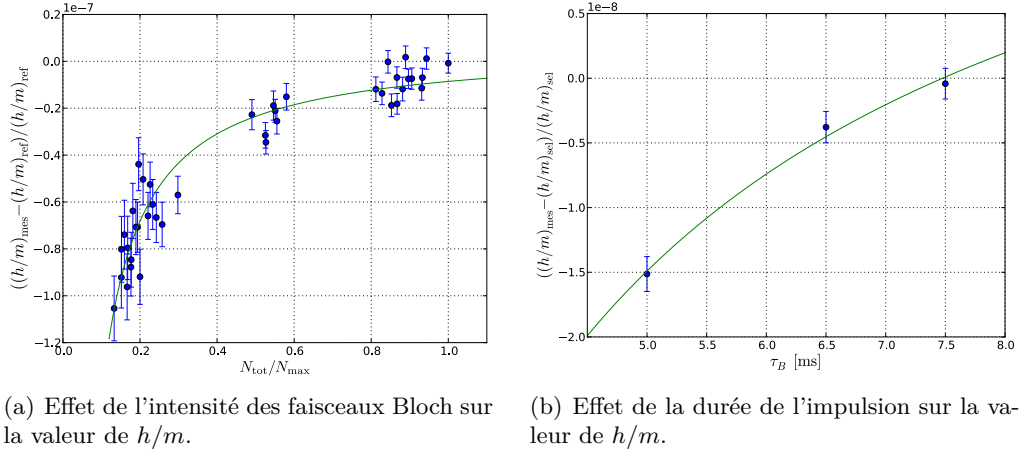 1e−7
0.2
0.0
−0.2
−0.4
−0.6
−0.8
−1.0
−1.2
((h/m)mes−(h/m)ref)/(h/m)ref
0.0 0.2 0.4 0.6 0.8 1.0
Ntot/Nmax
1e−8
0.5
0.0
−0.5
−1.0
−1.5
−2.0
((h/m)mes−(h/m)sel)/(h/m)sel
5.0 5.5 6.0 6.5 7.0 7.5 8.0
τB [ms]
(a) Effet de l'intensité des faisceaux Bloch sur
la valeur de h/m.
(b) Effet de la durée de l'impulsion sur la va-
leur de h/m.